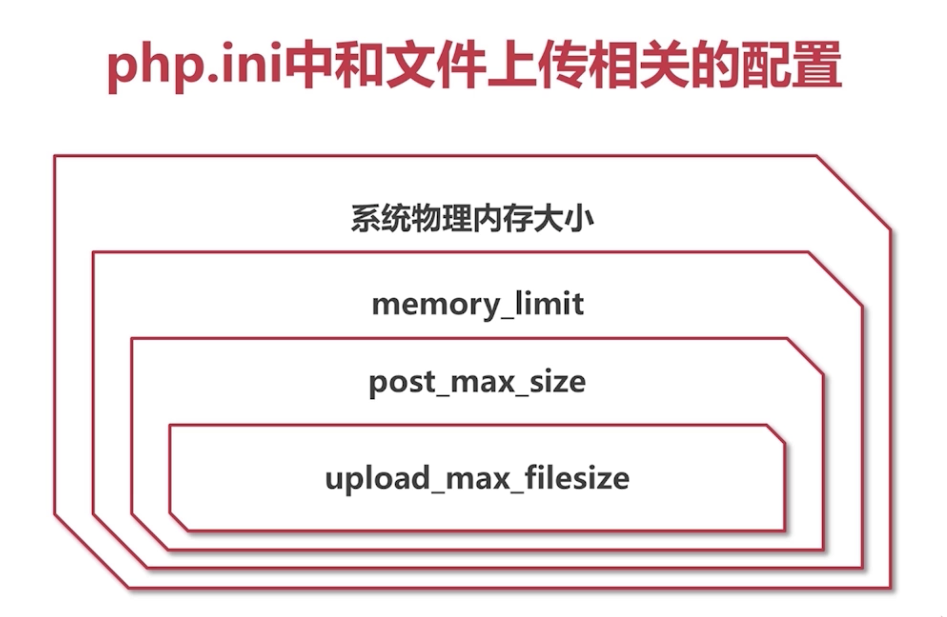 php.ini中和文件上传相关的配置
系统物理内存大小
memory_limit
post_max_size
upload_max_filesize